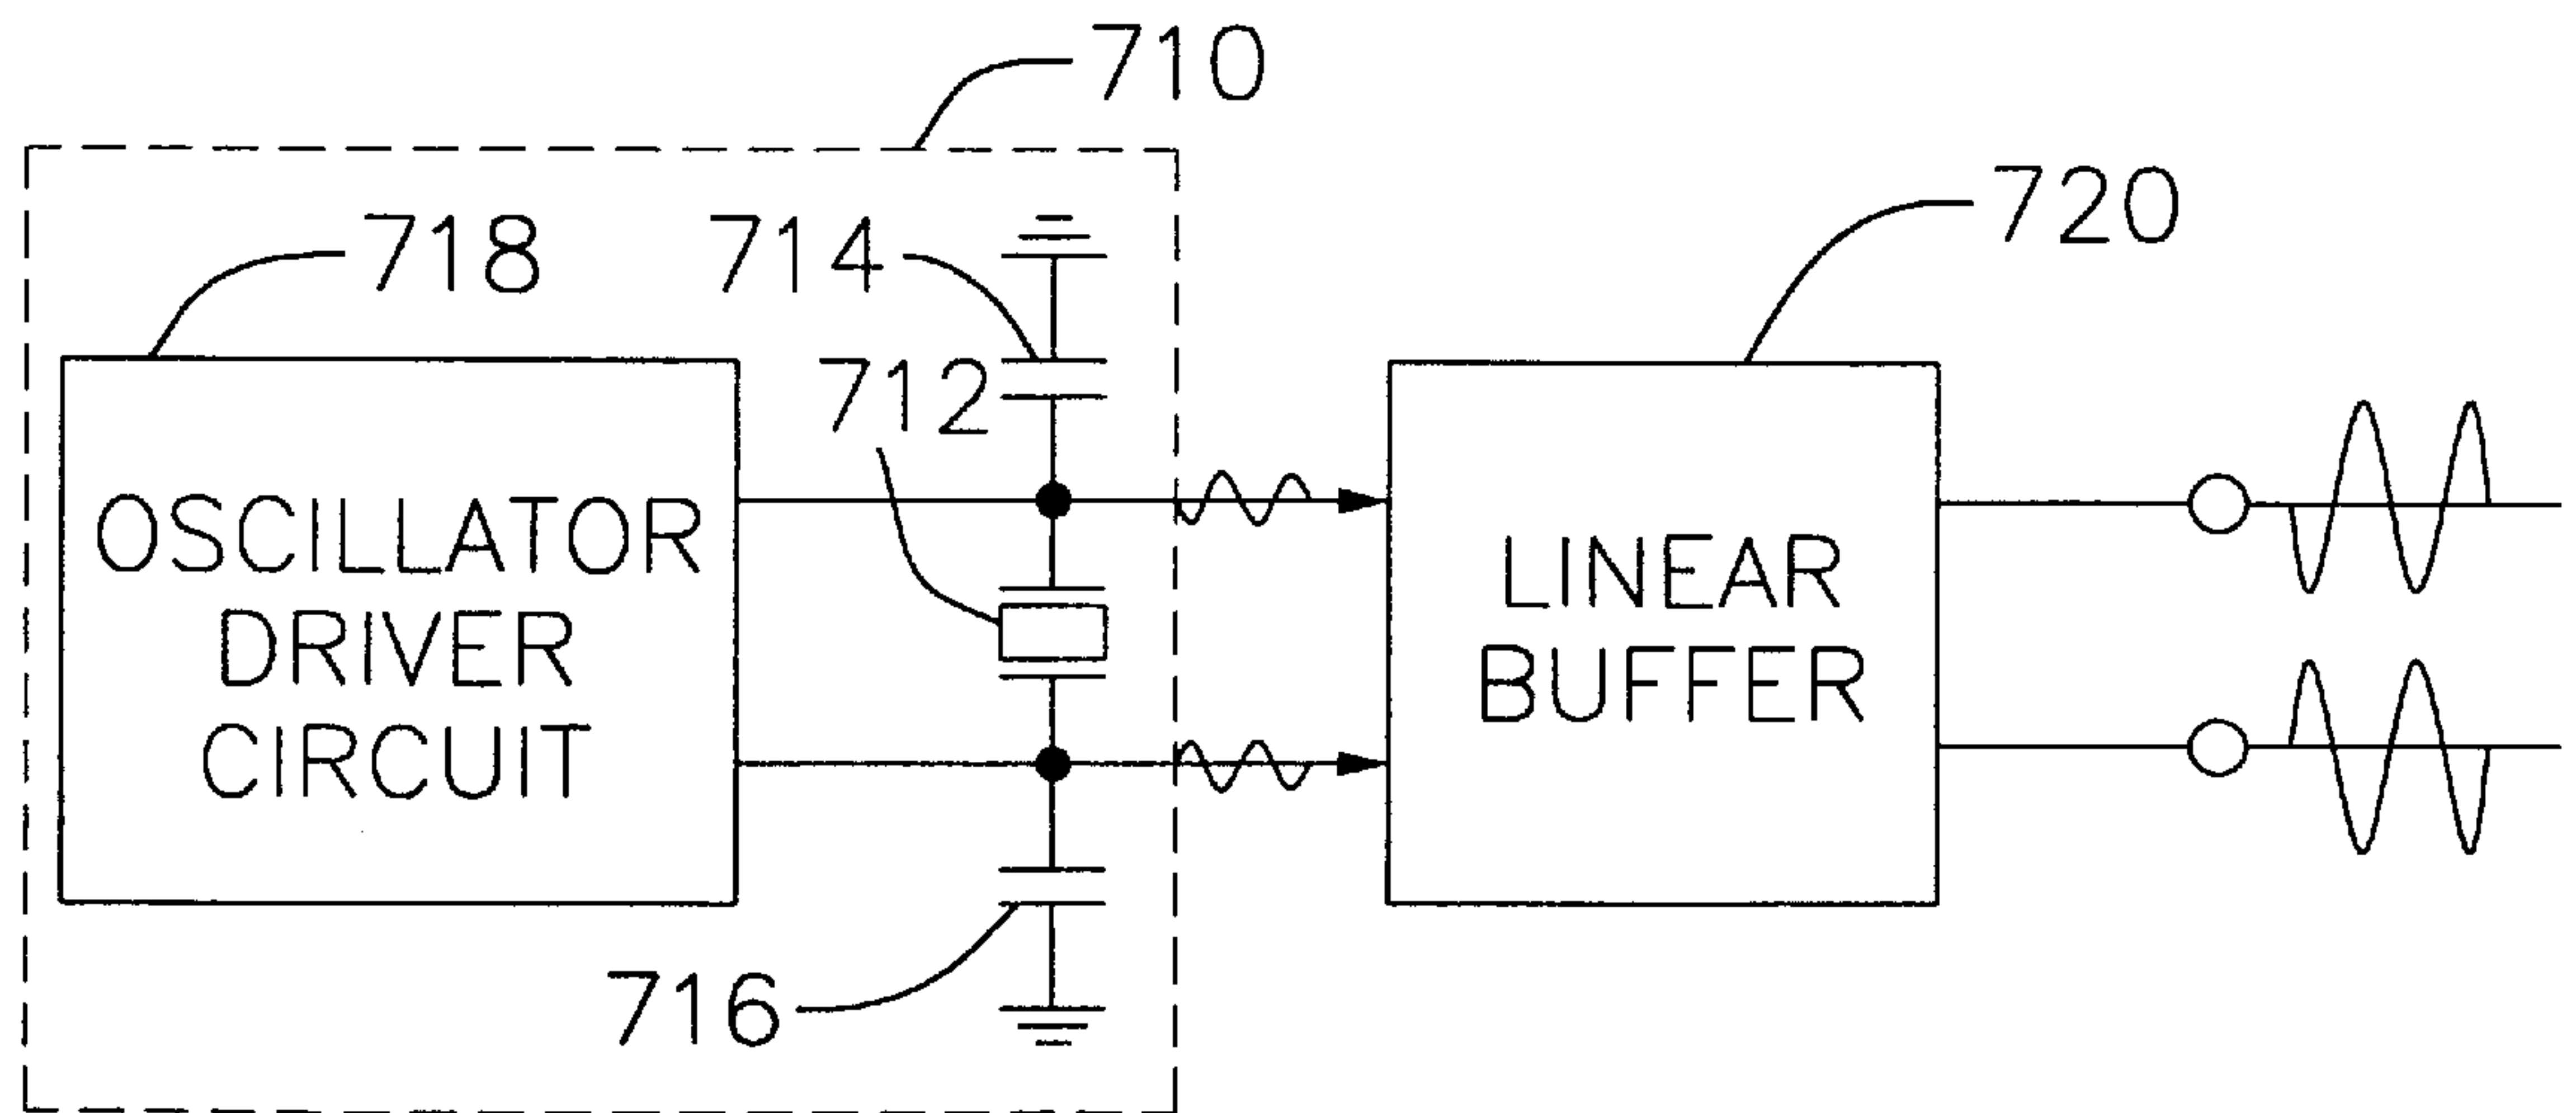 710
720
718
714
712
OSCILLATOR
DRIVER
CIRCUIT
LINEAR
BUFFER
716